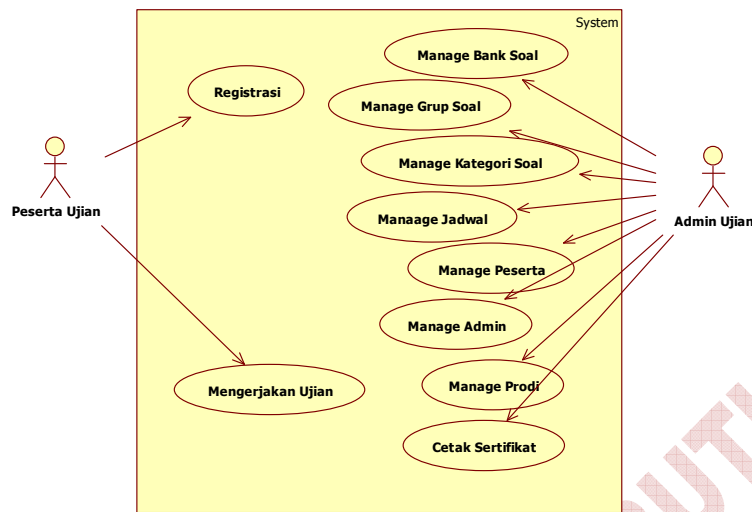 System
Manage Bank Soal
Registrasi
Manage Grup Soal
Manage Kategori Soal
Peserta Ujian
Manaage Jadwal
Admin Ujian
Manage Peserta
Manage Admin
Mengerjakan Ujian
Manage Prodi
Cetak Sertifikat